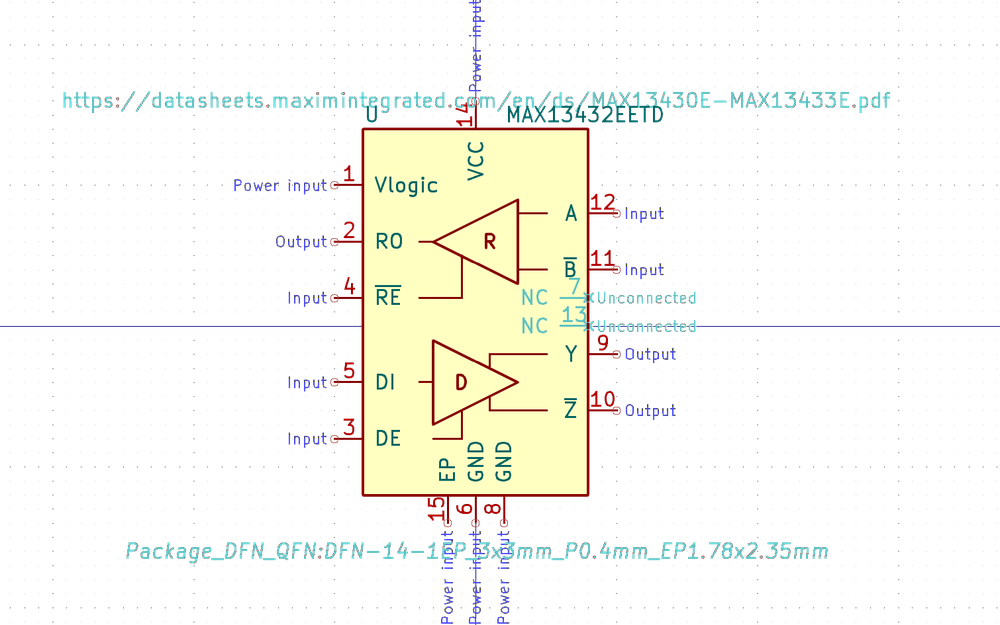 Power input
https://datasheets.maximintegrated.com/en/ds/MAX13430E-MAX13433E.pdf
U MAX13432EETD
14
VCC
Power input 1 Vlogic
A 12 Input
Output 2 RO
R
B 11 Input
Input 4 RE
NC 7 Unconnected
NC 13 Unconnected
Y 9 Output
Input 5 DI
D
Z 10 Output
Input 3 DE
EP GND GND
15 6 8
Package_DFN_QFN:DFN-14-1EP_3x3mm_P0.4mm_EP1.78x2.35mm
Power input Power input Power input